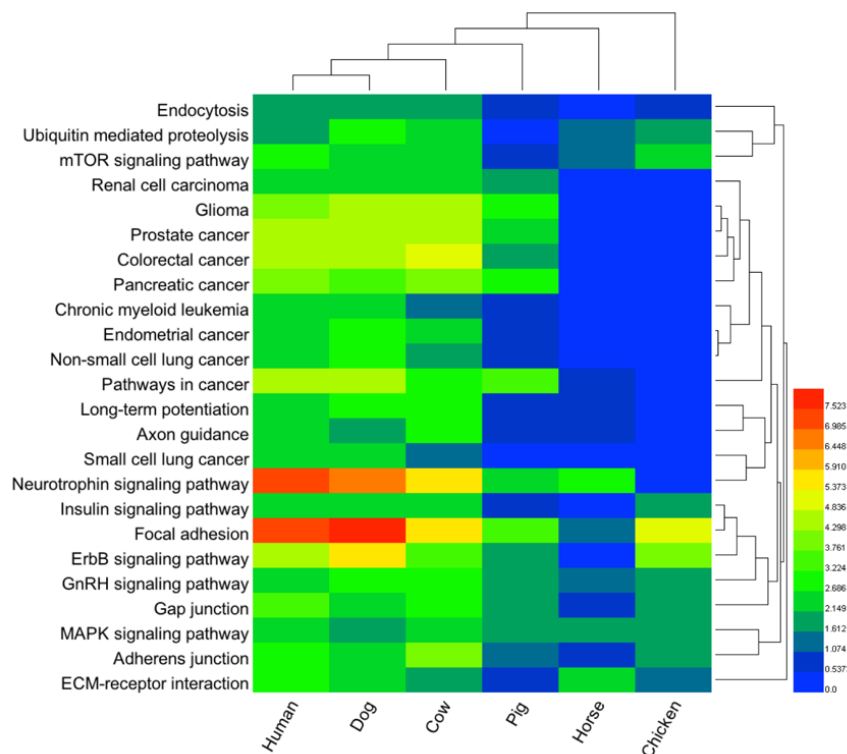 Endocytosis
Ubiquitin mediated proteolysis
mTOR signaling pathway
Renal cell carcinoma
Glioma
Prostate cancer
Colorectal cancer
Pancreatic cancer
Chronic myeloid leukemia
Endometrial cancer
Non-small cell lung cancer
Pathways in cancer
Long-term potentiation
Axon guidance
Small cell lung cancer
Neurotrophin signaling pathway
Insulin signaling pathway
Focal adhesion
ErbB signaling pathway
GnRH signaling pathway
Gap junction
MAPK signaling pathway
Adherens junction
ECM-receptor interaction
Human
Dog
Cow
Pig
Horse
Chicken
7.523
6.985
6.448
5.910
5.373
4.836
4.298
3.761
3.224
2.686
2.149
1.612
1.074
0.5373
0.0